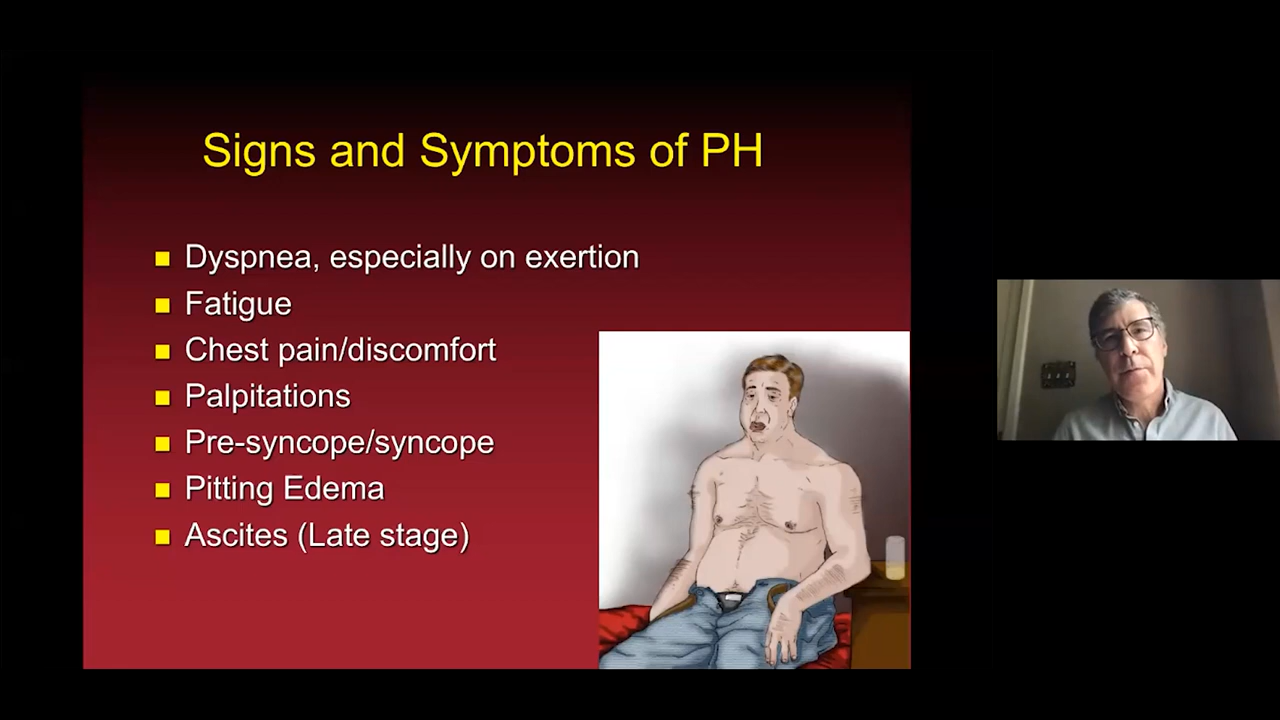 Signs and Symptoms of PH
Dyspnea, especially on exertion
Fatigue
Chest pain/discomfort
Palpitations
Pre-syncope/syncope
Pitting Edema
Ascites (Late stage)